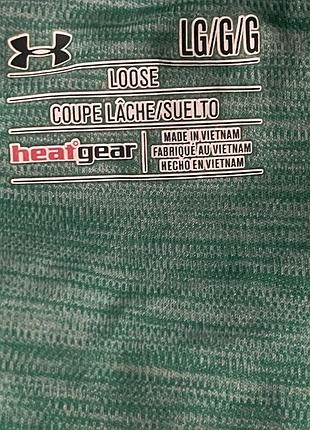 LG/G/G
LOOSE
COUPE LÂCHE/SUELTO
heatgear
MADE IN VIETNAM
FABRIQUÉ AU VIETNAM
HECHO EN VIETNAM